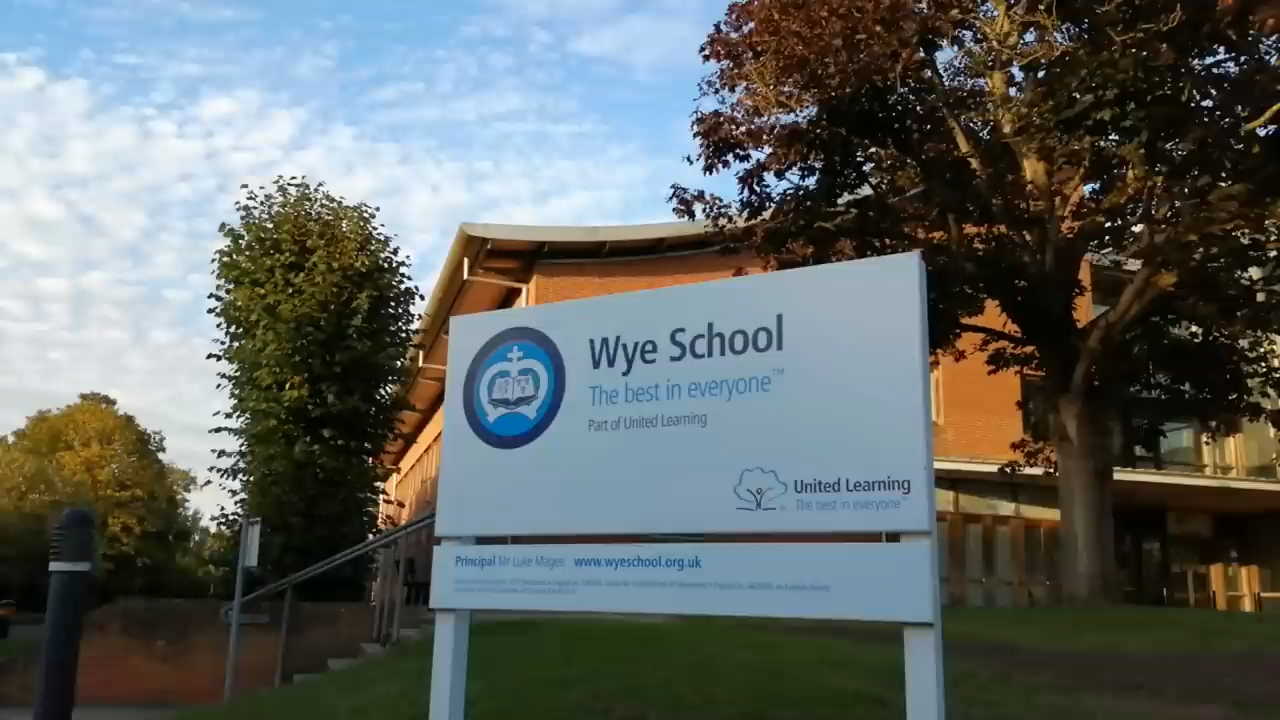 Wye School
The best in everyone™
Part of United Learning
United Learning
The best in everyone™
Principal Mr Luke Magee www.wyeschool.org.uk